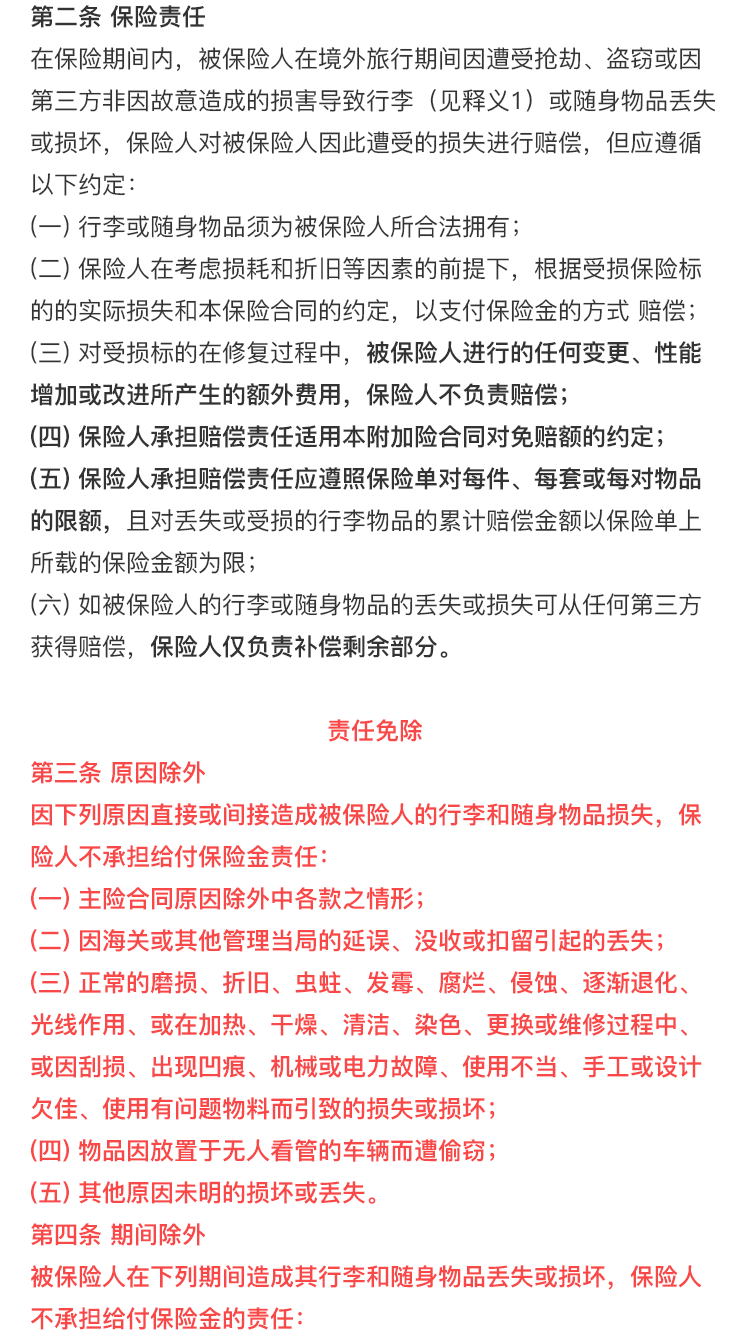 第二条 保险责任
在保险期间内，被保险人在境外旅行期间因遭受抢劫、盗窃或因
第三方非因故意造成的损害导致行李（见释义1）或随身物品丢失
或损坏，保险人对被保险人因此遭受的损失进行赔偿，但应遵循
以下约定：
(一) 行李或随身物品须为被保险人所合法拥有；
(二) 保险人在考虑损耗和折旧等因素的前提下，根据受损保险标
的的实际损失和本保险合同的约定，以支付保险金的方式 赔偿；
(三) 对受损标的在修复过程中，被保险人进行的任何变更、性能
增加或改进所产生的额外费用，保险人不负责赔偿；
(四) 保险人承担赔偿责任适用本附加险合同对免赔额的约定；
(五) 保险人承担赔偿责任应遵照保险单对每件、每套或每对物品
的限额，且对丢失或受损的行李物品的累计赔偿金额以保险单上
所载的保险金额为限；
(六) 如被保险人的行李或随身物品的丢失或损失可从任何第三方
获得赔偿，保险人仅负责补偿剩余部分。
责任免除
第三条 原因除外
因下列原因直接或间接造成被保险人的行李和随身物品损失，保
险人不承担给付保险金责任：
(一) 主险合同原因除外中各款之情形；
(二) 因海关或其他管理当局的延误、没收或扣留引起的丢失；
(三) 正常的磨损、折旧、虫蛀、发霉、腐烂、侵蚀、逐渐退化、
光线作用、或在加热、干燥、清洁、染色、更换或维修过程中、
或因刮损、出现凹痕、机械或电力故障、使用不当、手工或设计
欠佳、使用有问题物料而引致的损失或损坏；
(四) 物品因放置于无人看管的车辆而遭偷窃；
(五) 其他原因未明的损坏或丢失。
第四条 期间除外
被保险人在下列期间造成其行李和随身物品丢失或损坏，保险人
不承担给付保险金的责任：